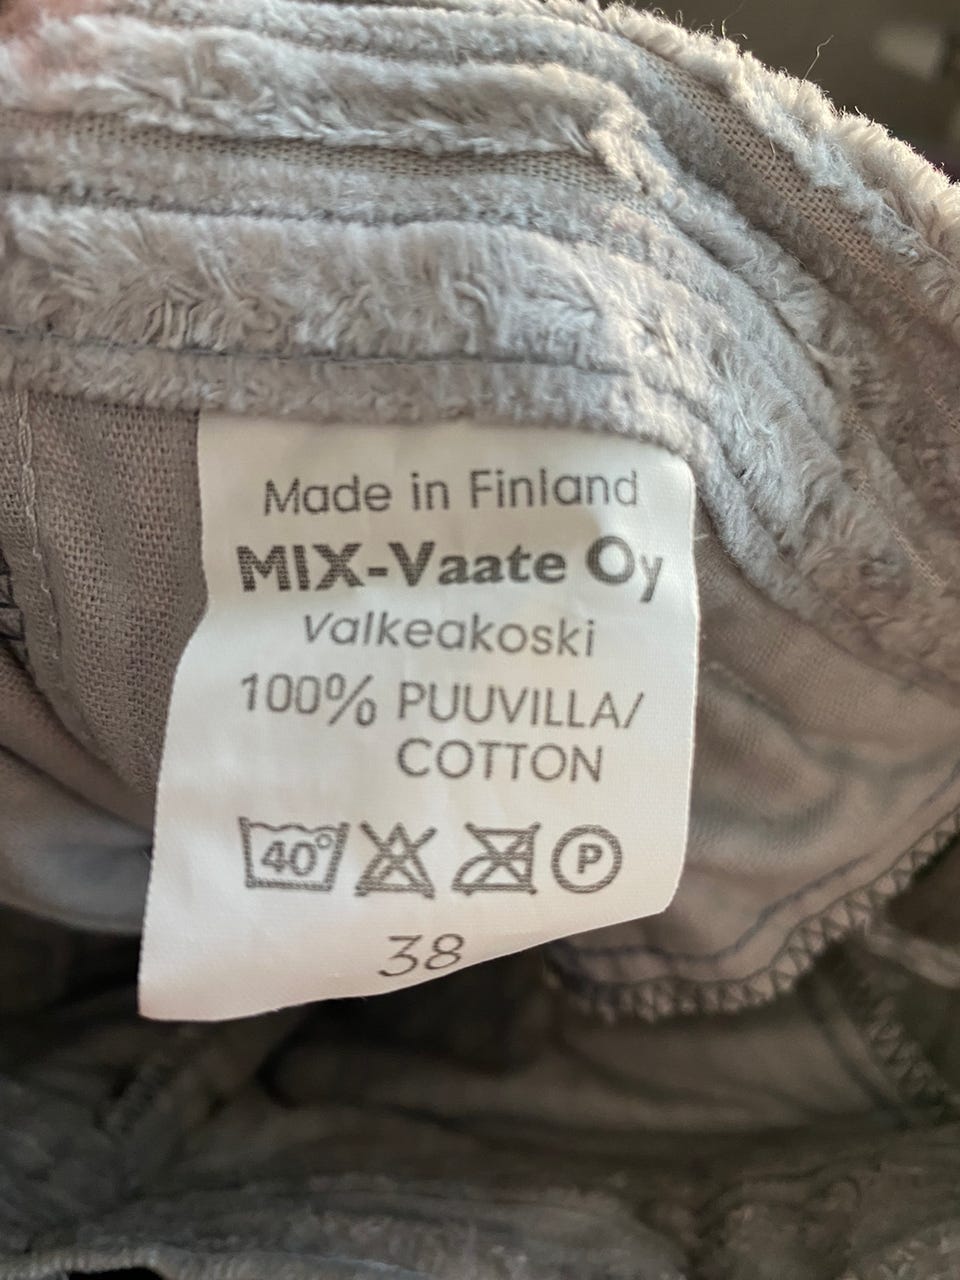 Made in Finland
MIX-Vaate Oy
Valkeakoski
100% PUUVILLA/
COTTON
40° P
38